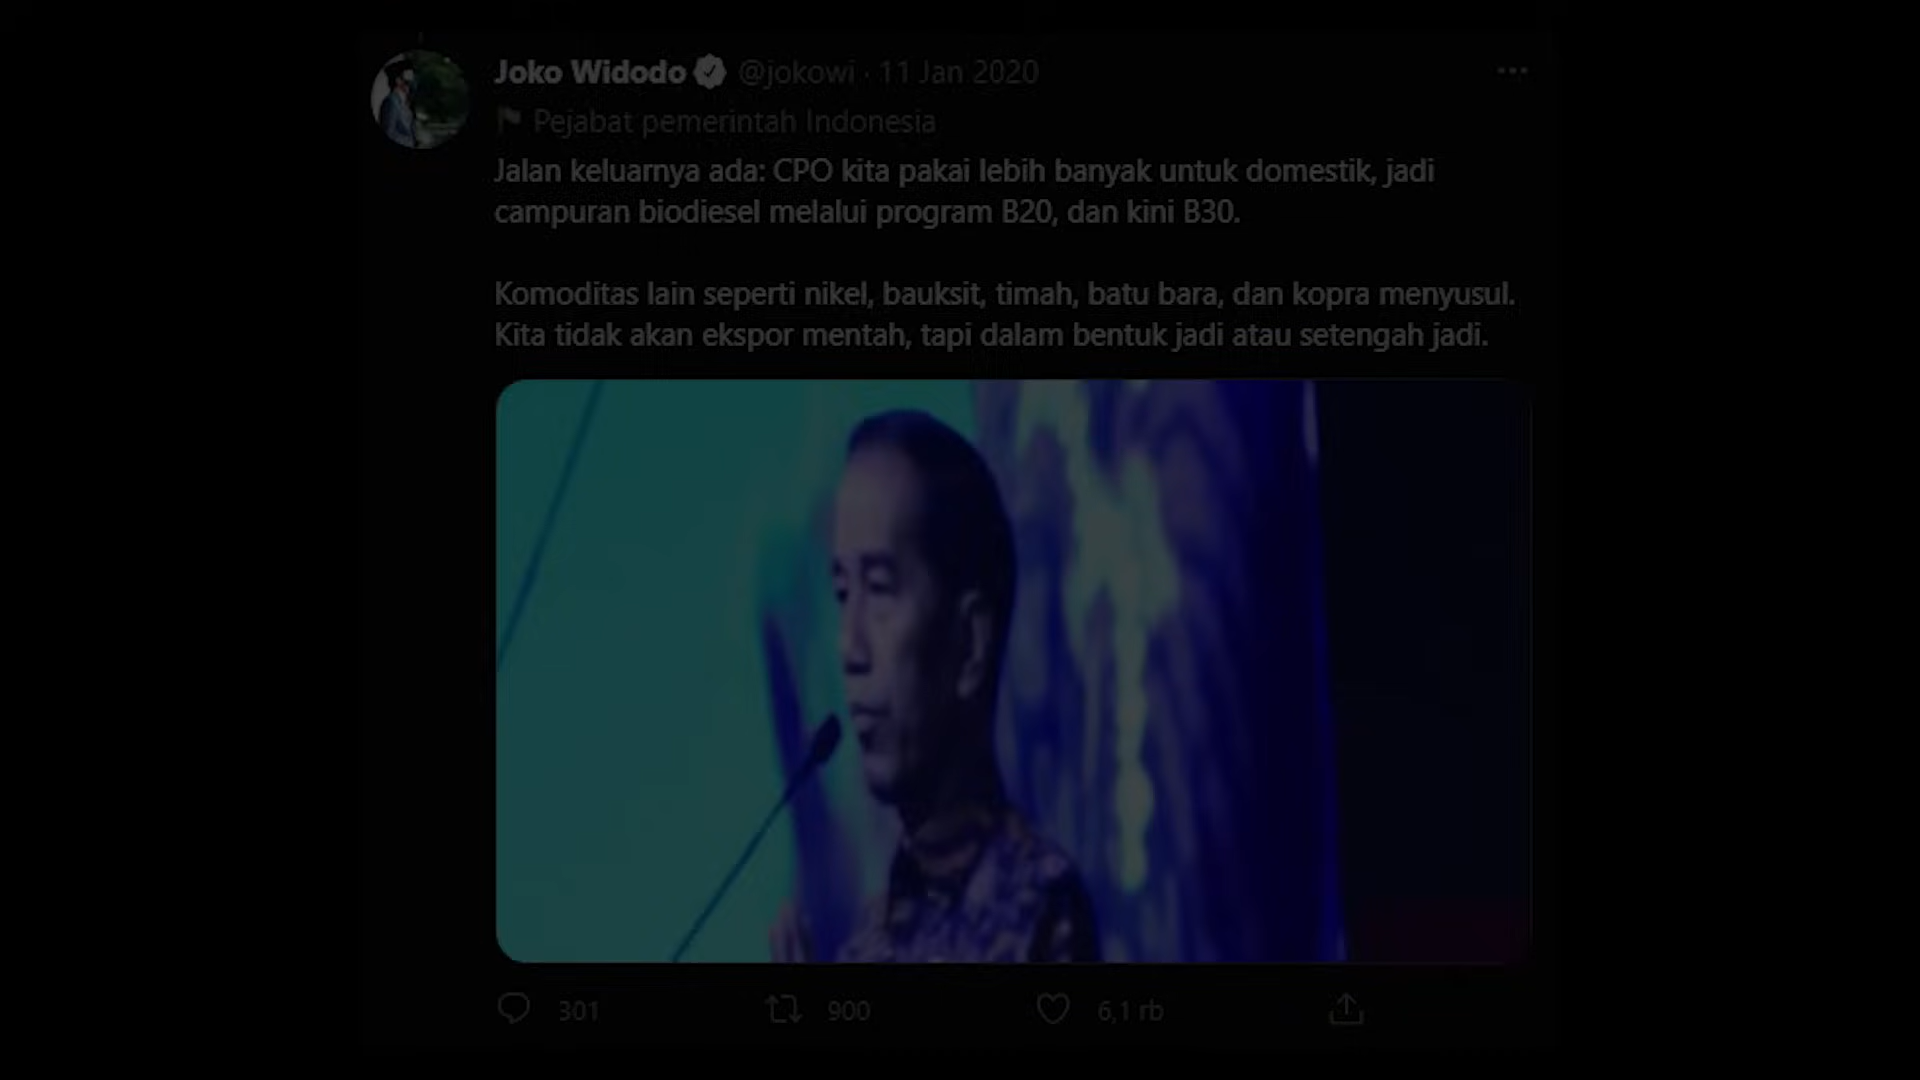 Joko Widodo @jokowi · 11 Jan 2020
Pejabat pemerintah Indonesia
Jalan keluarnya ada: CPO kita pakai lebih banyak untuk domestik, jadi
campuran biodiesel melalui program B20, dan kini B30.
Komoditas lain seperti nikel, bauksit, timah, batu bara, dan kopra menyusul.
Kita tidak akan ekspor mentah, tapi dalam bentuk jadi atau setengah jadi.
301 900 6,1 rb